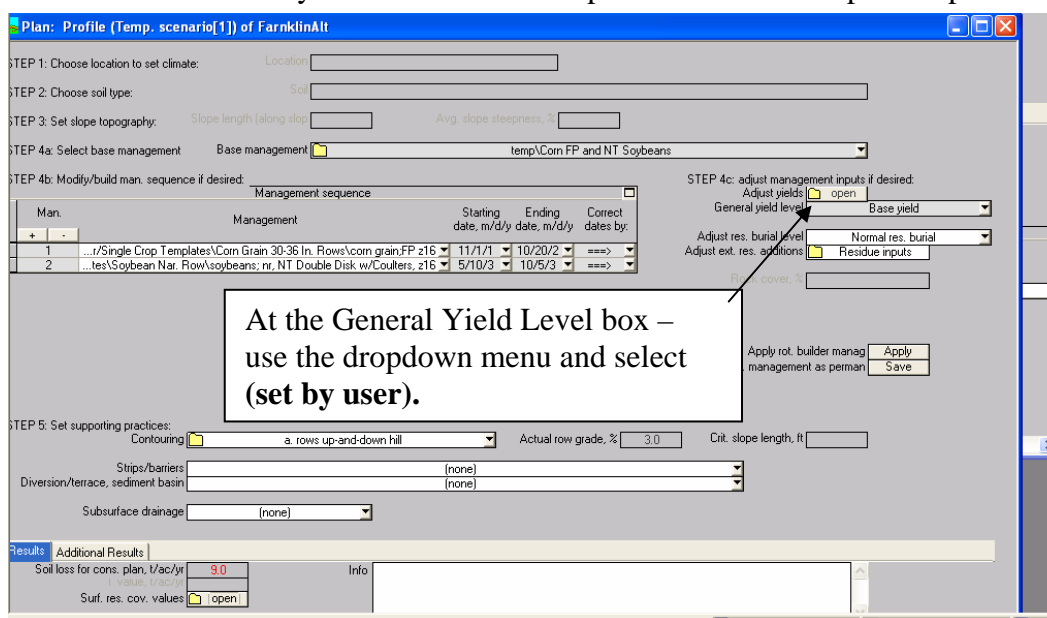 Plan: Profile (Temp. scenario[1]) of FarnklinAlt
STEP 1: Choose location to set climate: Location
STEP 2: Choose soil type: Soil
STEP 3: Set slope topography: Slope length (along slop Avg. slope steepness, %
STEP 4a: Select base management Base management temp\Corn FP and NT Soybeans
STEP 4b: Modify/build man. sequence if desired: STEP 4c: adjust management inputs if desired:
Management sequence
Adjust yields open
General yield level Base yield
Man. Management Starting date, m/d/y Ending date, m/d/y Correct dates by:
+ -
Adjust res. burial level Normal res. burial
1 ...r/Single Crop Templates\Corn Grain 30-36 In. Rows\corn grain;FP z16 11/1/1 10/20/2 ===>
Adjust ext. res. additions Residue inputs
2 ...tes\Soybean Nar. Row\soybeans; nr, NT Double Disk w/Coulters, z16 5/10/3 10/5/3 ===>
cover, %
At the General Yield Level box –
use the dropdown menu and select
(set by user).
Apply rot. builder manag Apply
management as perman Save
STEP 5: Set supporting practices:
Contouring a. rows up-and-down hill Actual row grade, % 3.0 Crit. slope length, ft
Strips/barriers (none)
Diversion/terrace, sediment basin (none)
Subsurface drainage (none)
Results Additional Results
Soil loss for cons. plan, t/ac/yr 9.0 Info
T value, t/ac/yr
Surf. res. cov. values open